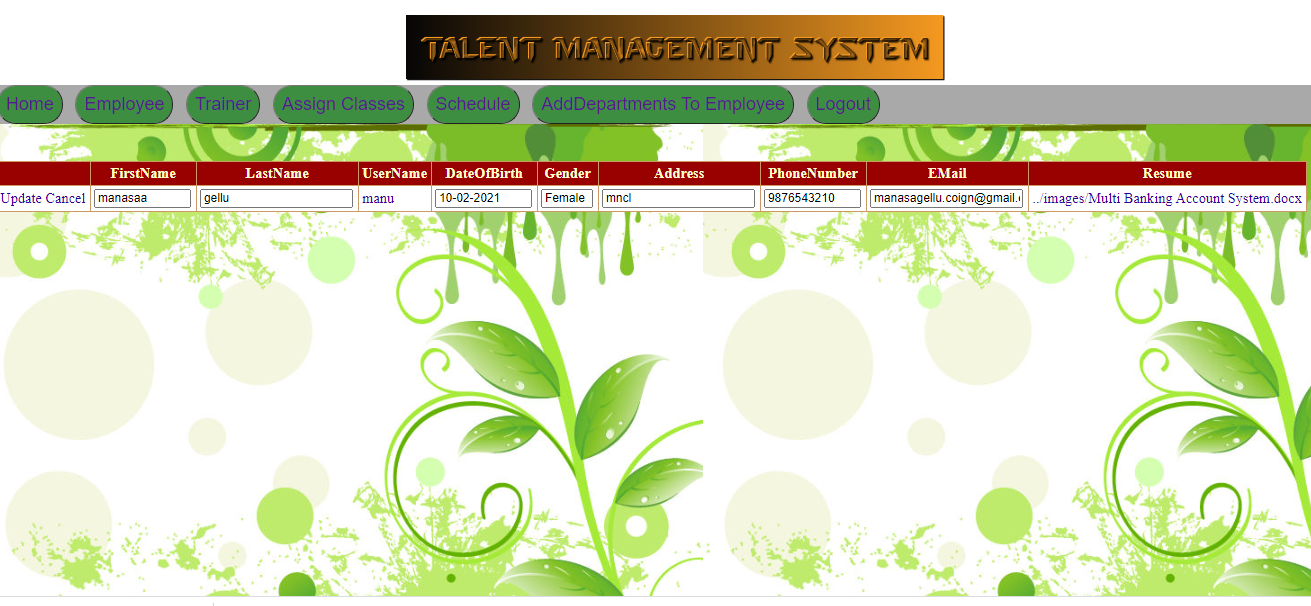 TALENT MANAGEMENT SYSTEM
Home Employee Trainer Assign Classes Schedule AddDepartments To Employee Logout
FirstName LastName UserName DateOfBirth Gender Address PhoneNumber EMail Resume
Update Cancel manasaa gellu manu 10-02-2021 Female mncl 9876543210 manasagellu.coign@gmail. ../images/Multi Banking Account System.docx